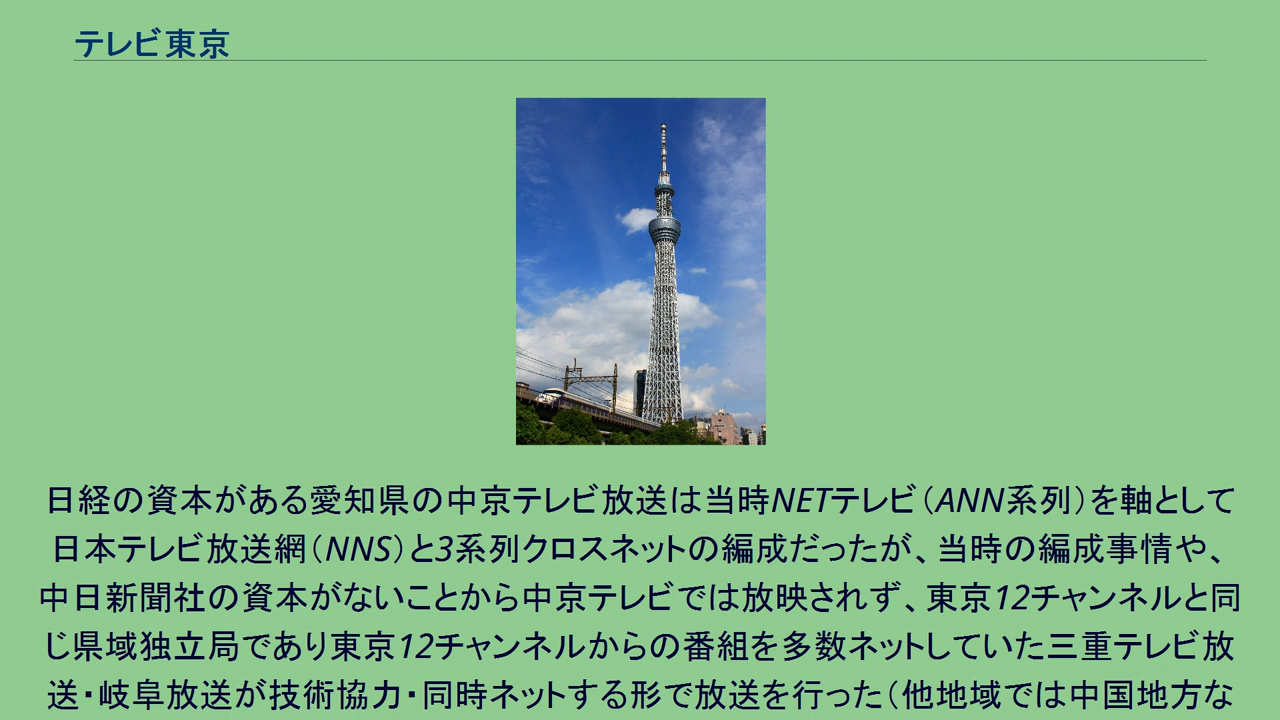 テレビ東京
日経の資本がある愛知県の中京テレビ放送は当時NETテレビ（ANN系列）を軸として
日本テレビ放送網（NNS）と3系列クロスネットの編成だったが、当時の編成事情や、
中日新聞社の資本がないことから中京テレビでは放映されず、東京12チャンネルと同
じ県域独立局であり東京12チャンネルからの番組を多数ネットしていた三重テレビ放
送・岐阜放送が技術協力・同時ネットする形で放送を行った（他地域では中国地方な